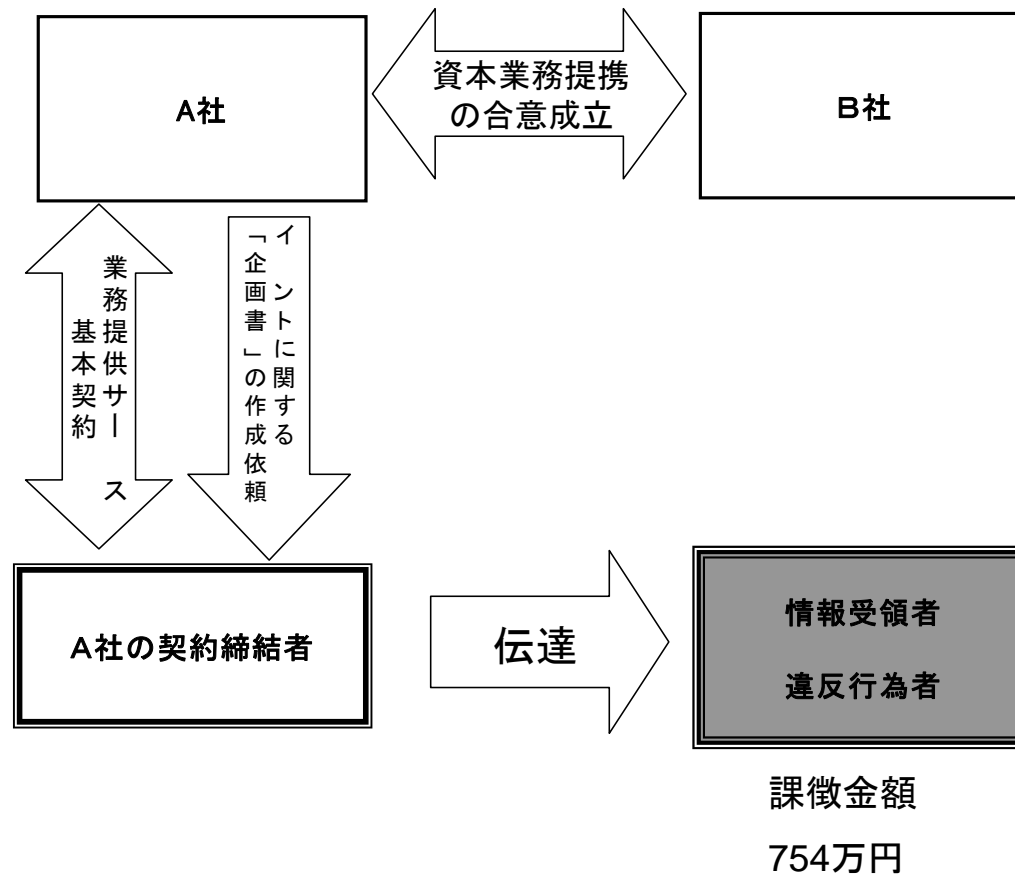 A社
資本業務提携
の合意成立
B社
業務提供サー ス
基本契約
イ ントに関する
「企画書」の作成依頼
A社の契約締結者
伝達
情報受領者
違反行為者
課徴金額
754万円